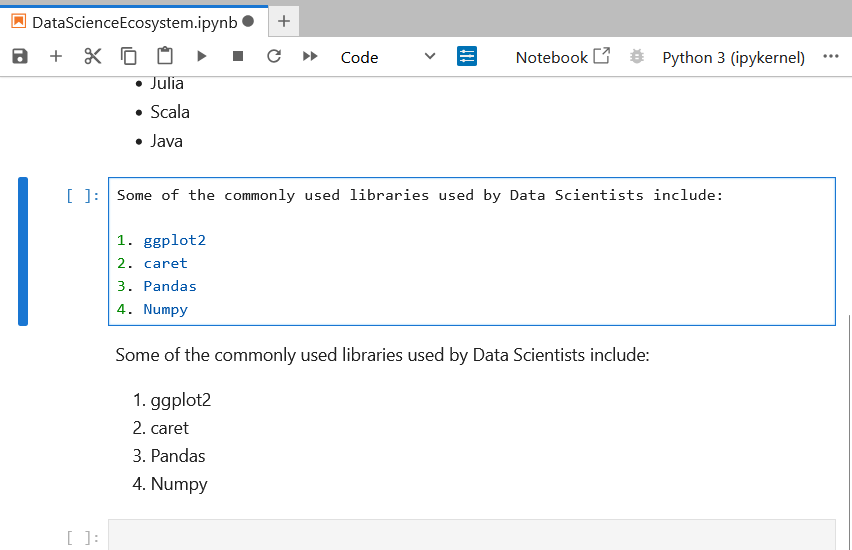 DataScienceEcosystem.ipynb
Code Notebook Python 3 (ipykernel)
• Julia
• Scala
• Java
[ ]: Some of the commonly used libraries used by Data Scientists include:
1. ggplot2
2. caret
3. Pandas
4. Numpy
Some of the commonly used libraries used by Data Scientists include:
1. ggplot2
2. caret
3. Pandas
4. Numpy
[ ]: